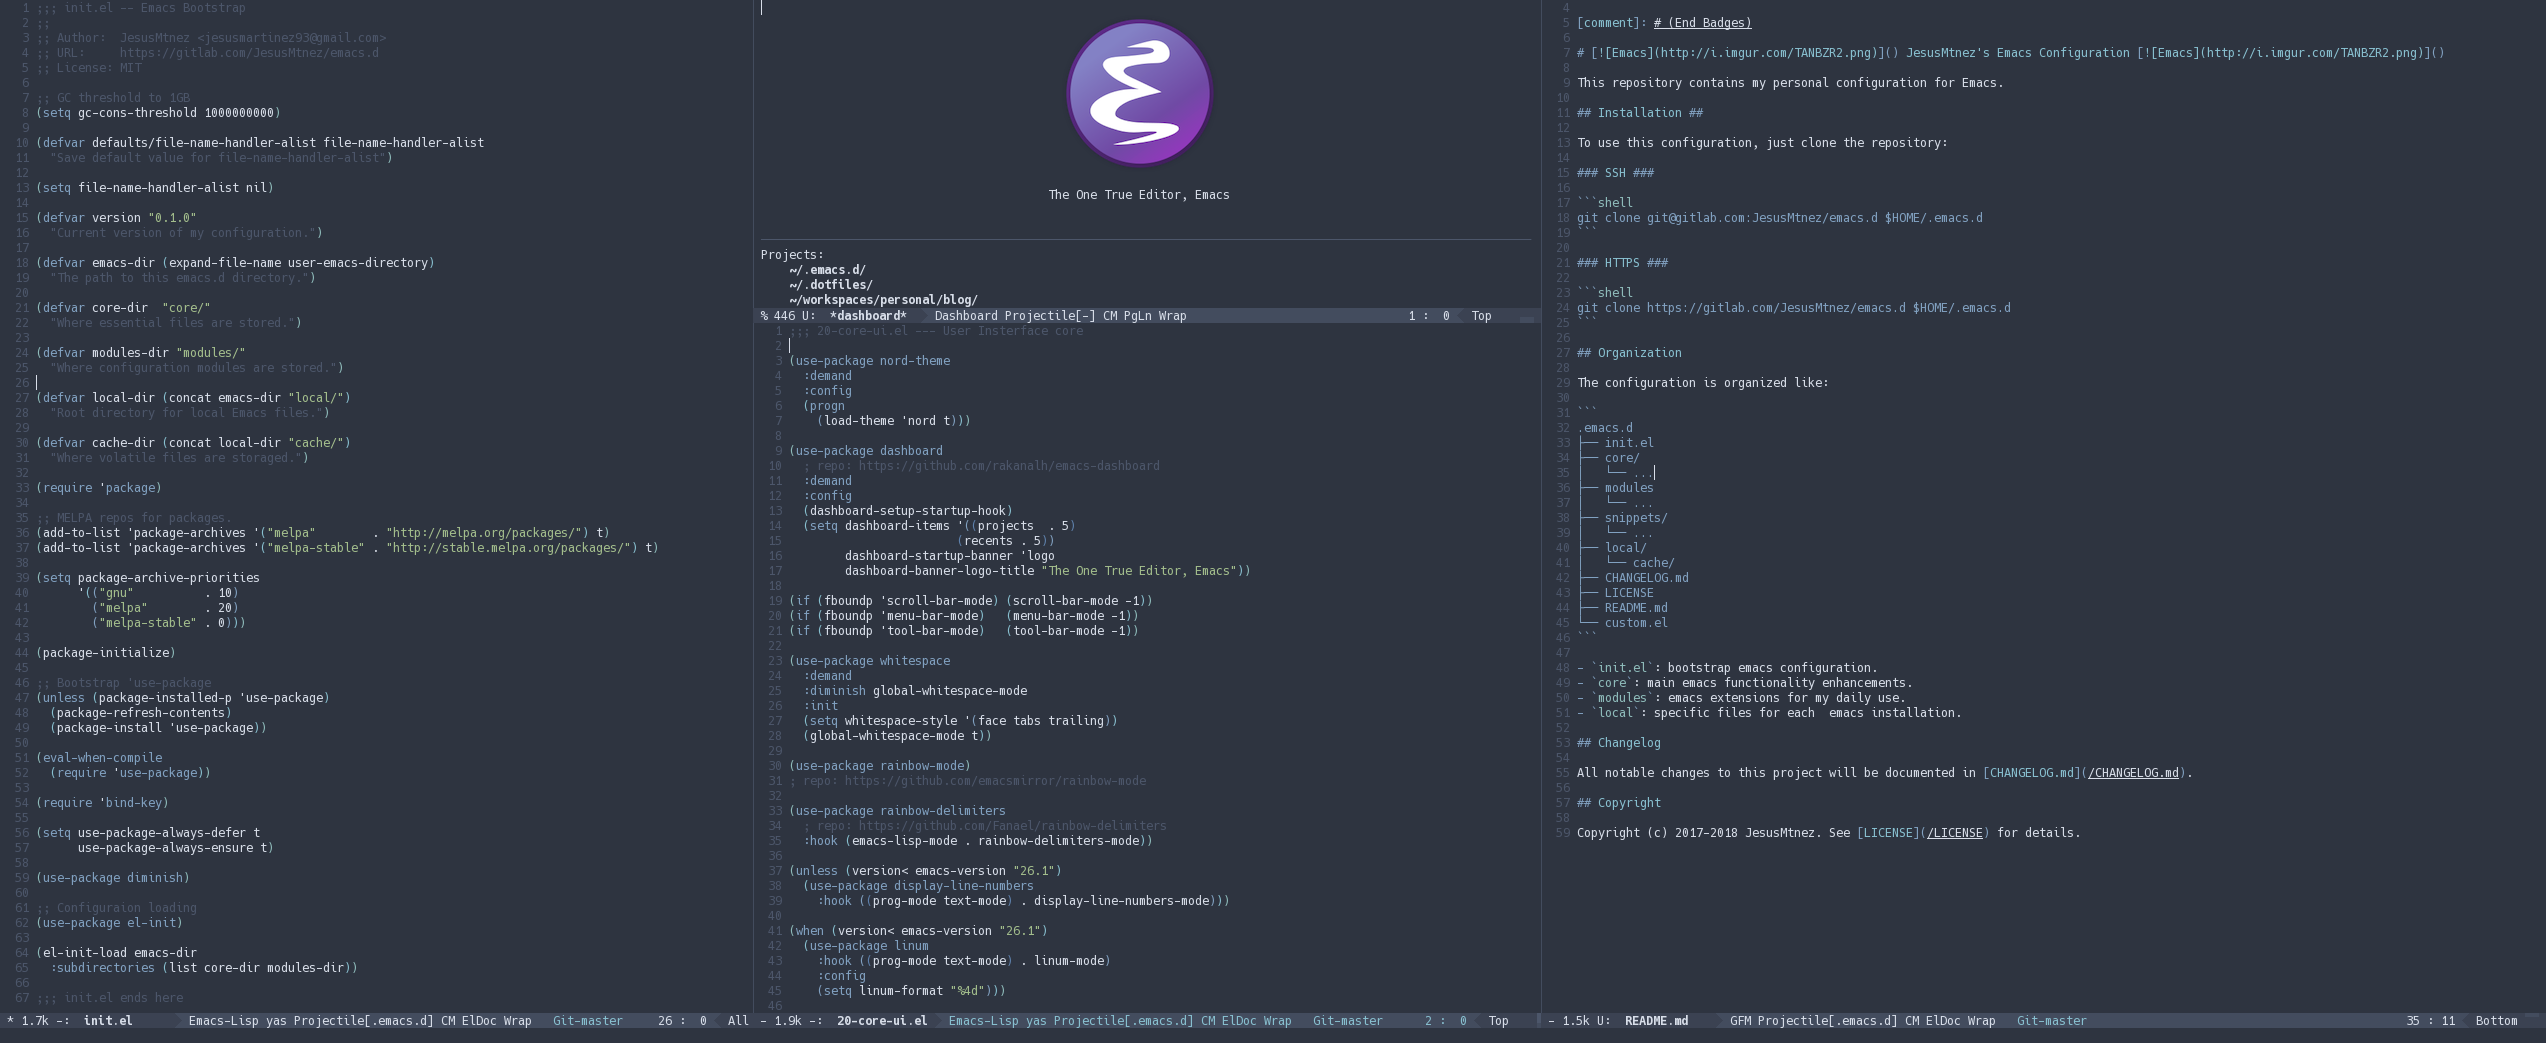 1 ;;; init.el -- Emacs Bootstrap
2 ;;
3 ;; Author:  JesusMtnez <jesusmartinez93@gmail.com>
4 ;; URL:     https://gitlab.com/JesusMtnez/emacs.d
5 ;; License: MIT
6
7 ;; GC threshold to 1GB
8 (setq gc-cons-threshold 1000000000)
9
10 (defvar defaults/file-name-handler-alist file-name-handler-alist
11   "Save default value for file-name-handler-alist")
12
13 (setq file-name-handler-alist nil)
14
15 (defvar version "0.1.0"
16   "Current version of my configuration.")
17
18 (defvar emacs-dir (expand-file-name user-emacs-directory)
19   "The path to this emacs.d directory.")
20
21 (defvar core-dir  "core/"
22   "Where essential files are stored.")
23
24 (defvar modules-dir "modules/"
25   "Where configuration modules are stored.")
26
27 (defvar local-dir (concat emacs-dir "local/")
28   "Root directory for local Emacs files.")
29
30 (defvar cache-dir (concat local-dir "cache/")
31   "Where volatile files are storaged.")
32
33 (require 'package)
34
35 ;; MELPA repos for packages.
36 (add-to-list 'package-archives '("melpa"        . "http://melpa.org/packages/") t)
37 (add-to-list 'package-archives '("melpa-stable" . "http://stable.melpa.org/packages/") t)
38
39 (setq package-archive-priorities
40       '(("gnu"          . 10)
41         ("melpa"        . 20)
42         ("melpa-stable" . 0)))
43
44 (package-initialize)
45
46 ;; Bootstrap 'use-package
47 (unless (package-installed-p 'use-package)
48   (package-refresh-contents)
49   (package-install 'use-package))
50
51 (eval-when-compile
52   (require 'use-package))
53
54 (require 'bind-key)
55
56 (setq use-package-always-defer t
57       use-package-always-ensure t)
58
59 (use-package diminish)
60
61 ;; Configuraion loading
62 (use-package el-init)
63
64 (el-init-load emacs-dir
65   :subdirectories (list core-dir modules-dir))
66
67 ;;; init.el ends here
* 1.7k -:  init.el  Emacs-Lisp yas Projectile[.emacs.d] CM ElDoc Wrap   Git-master  26 :  0  All
The One True Editor, Emacs
Projects:
~/.emacs.d/
~/.dotfiles/
~/workspaces/personal/blog/
% 446 U:  *dashboard*  Dashboard Projectile[-] CM PgLn Wrap  1 :  0  Top
1 ;;; 20-core-ui.el --- User Insterface core
2
3 (use-package nord-theme
4   :demand
5   :config
6   (progn
7     (load-theme 'nord t)))
8
9 (use-package dashboard
10   ; repo: https://github.com/rakanalh/emacs-dashboard
11   :demand
12   :config
13   (dashboard-setup-startup-hook)
14   (setq dashboard-items '((projects  . 5)
15                         (recents . 5))
16         dashboard-startup-banner 'logo
17         dashboard-banner-logo-title "The One True Editor, Emacs"))
18
19 (if (fboundp 'scroll-bar-mode) (scroll-bar-mode -1))
20 (if (fboundp 'menu-bar-mode)   (menu-bar-mode -1))
21 (if (fboundp 'tool-bar-mode)   (tool-bar-mode -1))
22
23 (use-package whitespace
24   :demand
25   :diminish global-whitespace-mode
26   :init
27   (setq whitespace-style '(face tabs trailing))
28   (global-whitespace-mode t))
29
30 (use-package rainbow-mode)
31 ; repo: https://github.com/emacsmirror/rainbow-mode
32
33 (use-package rainbow-delimiters
34   ; repo: https://github.com/Fanael/rainbow-delimiters
35   :hook (emacs-lisp-mode . rainbow-delimiters-mode))
36
37 (unless (version< emacs-version "26.1")
38   (use-package display-line-numbers
39     :hook ((prog-mode text-mode) . display-line-numbers-mode)))
40
41 (when (version< emacs-version "26.1")
42   (use-package linum
43     :hook ((prog-mode text-mode) . linum-mode)
44     :config
45     (setq linum-format "%4d")))
46
- 1.9k -:  20-core-ui.el  Emacs-Lisp yas Projectile[.emacs.d] CM ElDoc Wrap   Git-master  2 :  0  Top
4
5 [comment]: # (End Badges)
6
7 # [![Emacs](http://i.imgur.com/TANBZR2.png)]() JesusMtnez's Emacs Configuration [![Emacs](http://i.imgur.com/TANBZR2.png)]()
8
9 This repository contains my personal configuration for Emacs.
10
11 ## Installation ##
12
13 To use this configuration, just clone the repository:
14
15 ### SSH ###
16
17 ```shell
18 git clone git@gitlab.com:JesusMtnez/emacs.d $HOME/.emacs.d
19 ```
20
21 ### HTTPS ###
22
23 ```shell
24 git clone https://gitlab.com/JesusMtnez/emacs.d $HOME/.emacs.d
25 ```
26
27 ## Organization
28
29 The configuration is organized like:
30
31 ```
32 .emacs.d
33 ├── init.el
34 ├── core/
35 │   └── ...
36 ├── modules
37 │   └── ...
38 ├── snippets/
39 │   └── ...
40 ├── local/
41 │   └── cache/
42 ├── CHANGELOG.md
43 ├── LICENSE
44 ├── README.md
45 └── custom.el
46 ```
47
48 - `init.el`: bootstrap emacs configuration.
49 - `core`: main emacs functionality enhancements.
50 - `modules`: emacs extensions for my daily use.
51 - `local`: specific files for each  emacs installation.
52
53 ## Changelog
54
55 All notable changes to this project will be documented in [CHANGELOG.md](/CHANGELOG.md).
56
57 ## Copyright
58
59 Copyright (c) 2017-2018 JesusMtnez. See [LICENSE](/LICENSE) for details.
- 1.5k U:  README.md  GFM Projectile[.emacs.d] CM ElDoc Wrap   Git-master  35 : 11  Bottom